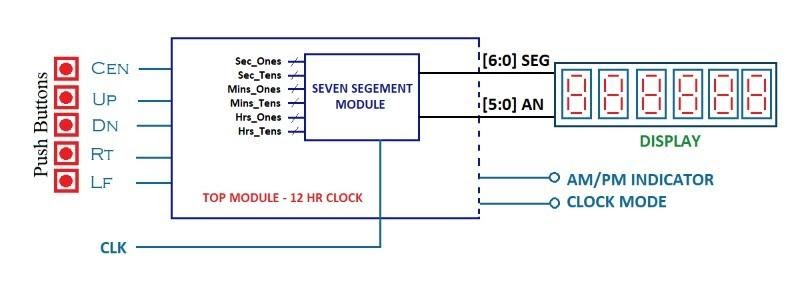 Push Buttons
CEN
UP
DN
RT
LF
CLK
Sec_Ones
Sec_Tens
Mins_Ones
Mins_Tens
Hrs_Ones
Hrs_Tens
SEVEN SEGEMENT
MODULE
TOP MODULE - 12 HR CLOCK
[6:0] SEG
[5:0] AN
888888
DISPLAY
AM/PM INDICATOR
CLOCK MODE